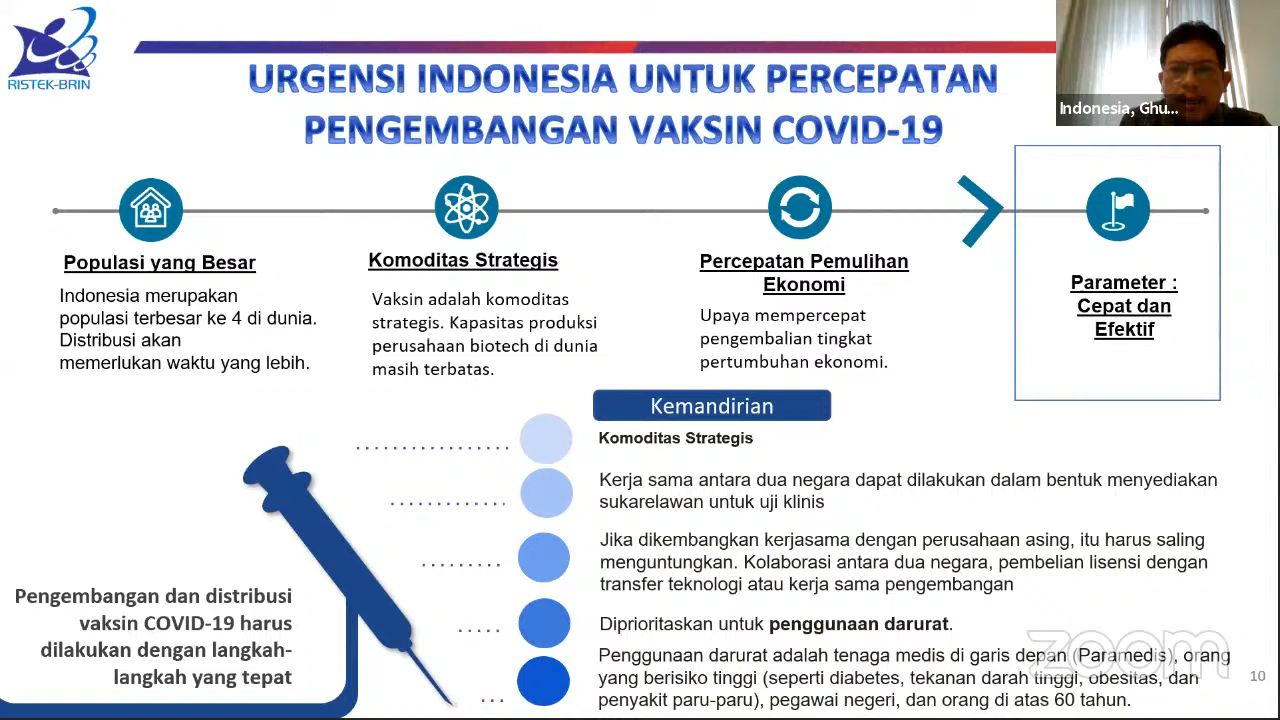 RISTEK-BRIN
URGENSI INDONESIA UNTUK PERCEPATAN
PENGEMBANGAN VAKSIN COVID-19
Indonesia, Ghu...
Populasi yang Besar
Indonesia merupakan
populasi terbesar ke 4 di dunia.
Distribusi akan
memerlukan waktu yang lebih.
Komoditas Strategis
Vaksin adalah komoditas
strategis. Kapasitas produksi
perusahaan biotech di dunia
masih terbatas.
Percepatan Pemulihan
Ekonomi
Upaya mempercepat
pengembalian tingkat
pertumbuhan ekonomi.
Parameter :
Cepat dan
Efektif
Kemandirian
Komoditas Strategis
Kerja sama antara dua negara dapat dilakukan dalam bentuk menyediakan
sukarelawan untuk uji klinis
Jika dikembangkan kerjasama dengan perusahaan asing, itu harus saling
menguntungkan. Kolaborasi antara dua negara, pembelian lisensi dengan
transfer teknologi atau kerja sama pengembangan
Diprioritaskan untuk penggunaan darurat.
Penggunaan darurat adalah tenaga medis di garis depan (Paramedis), orang
yang berisiko tinggi (seperti diabetes, tekanan darah tinggi, obesitas, dan
penyakit paru-paru), pegawai negeri, dan orang di atas 60 tahun.
Pengembangan dan distribusi
vaksin COVID-19 harus
dilakukan dengan langkah-
langkah yang tepat
zoom
10